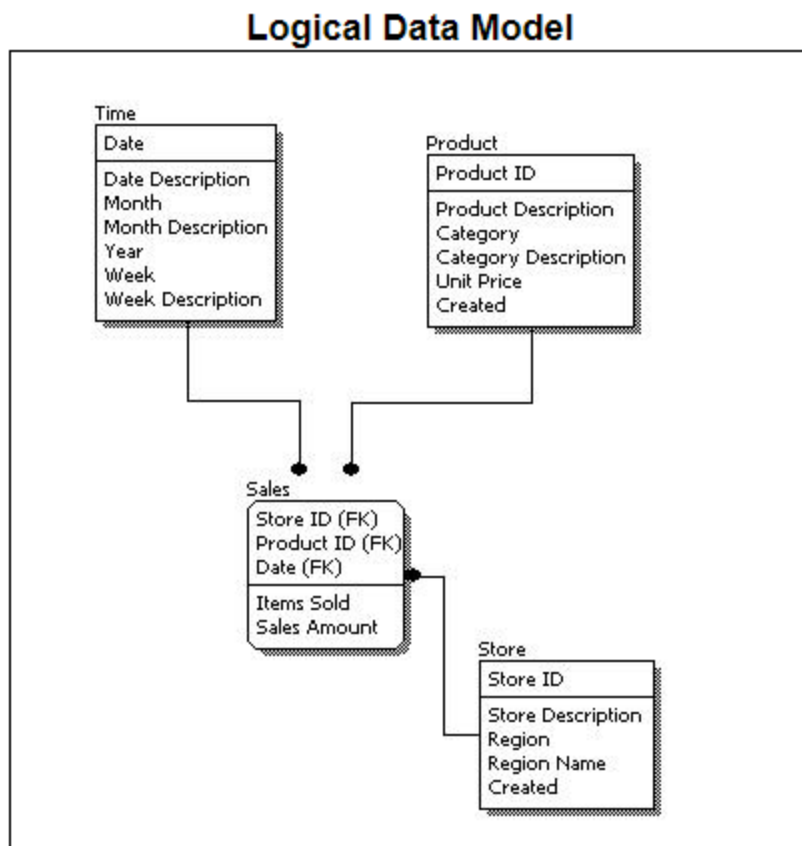 Logical Data Model
Time
Date
Date Description
Month
Month Description
Year
Week
Week Description
Product
Product ID
Product Description
Category
Category Description
Unit Price
Created
Sales
Store ID (FK)
Product ID (FK)
Date (FK)
Items Sold
Sales Amount
Store
Store ID
Store Description
Region
Region Name
Created